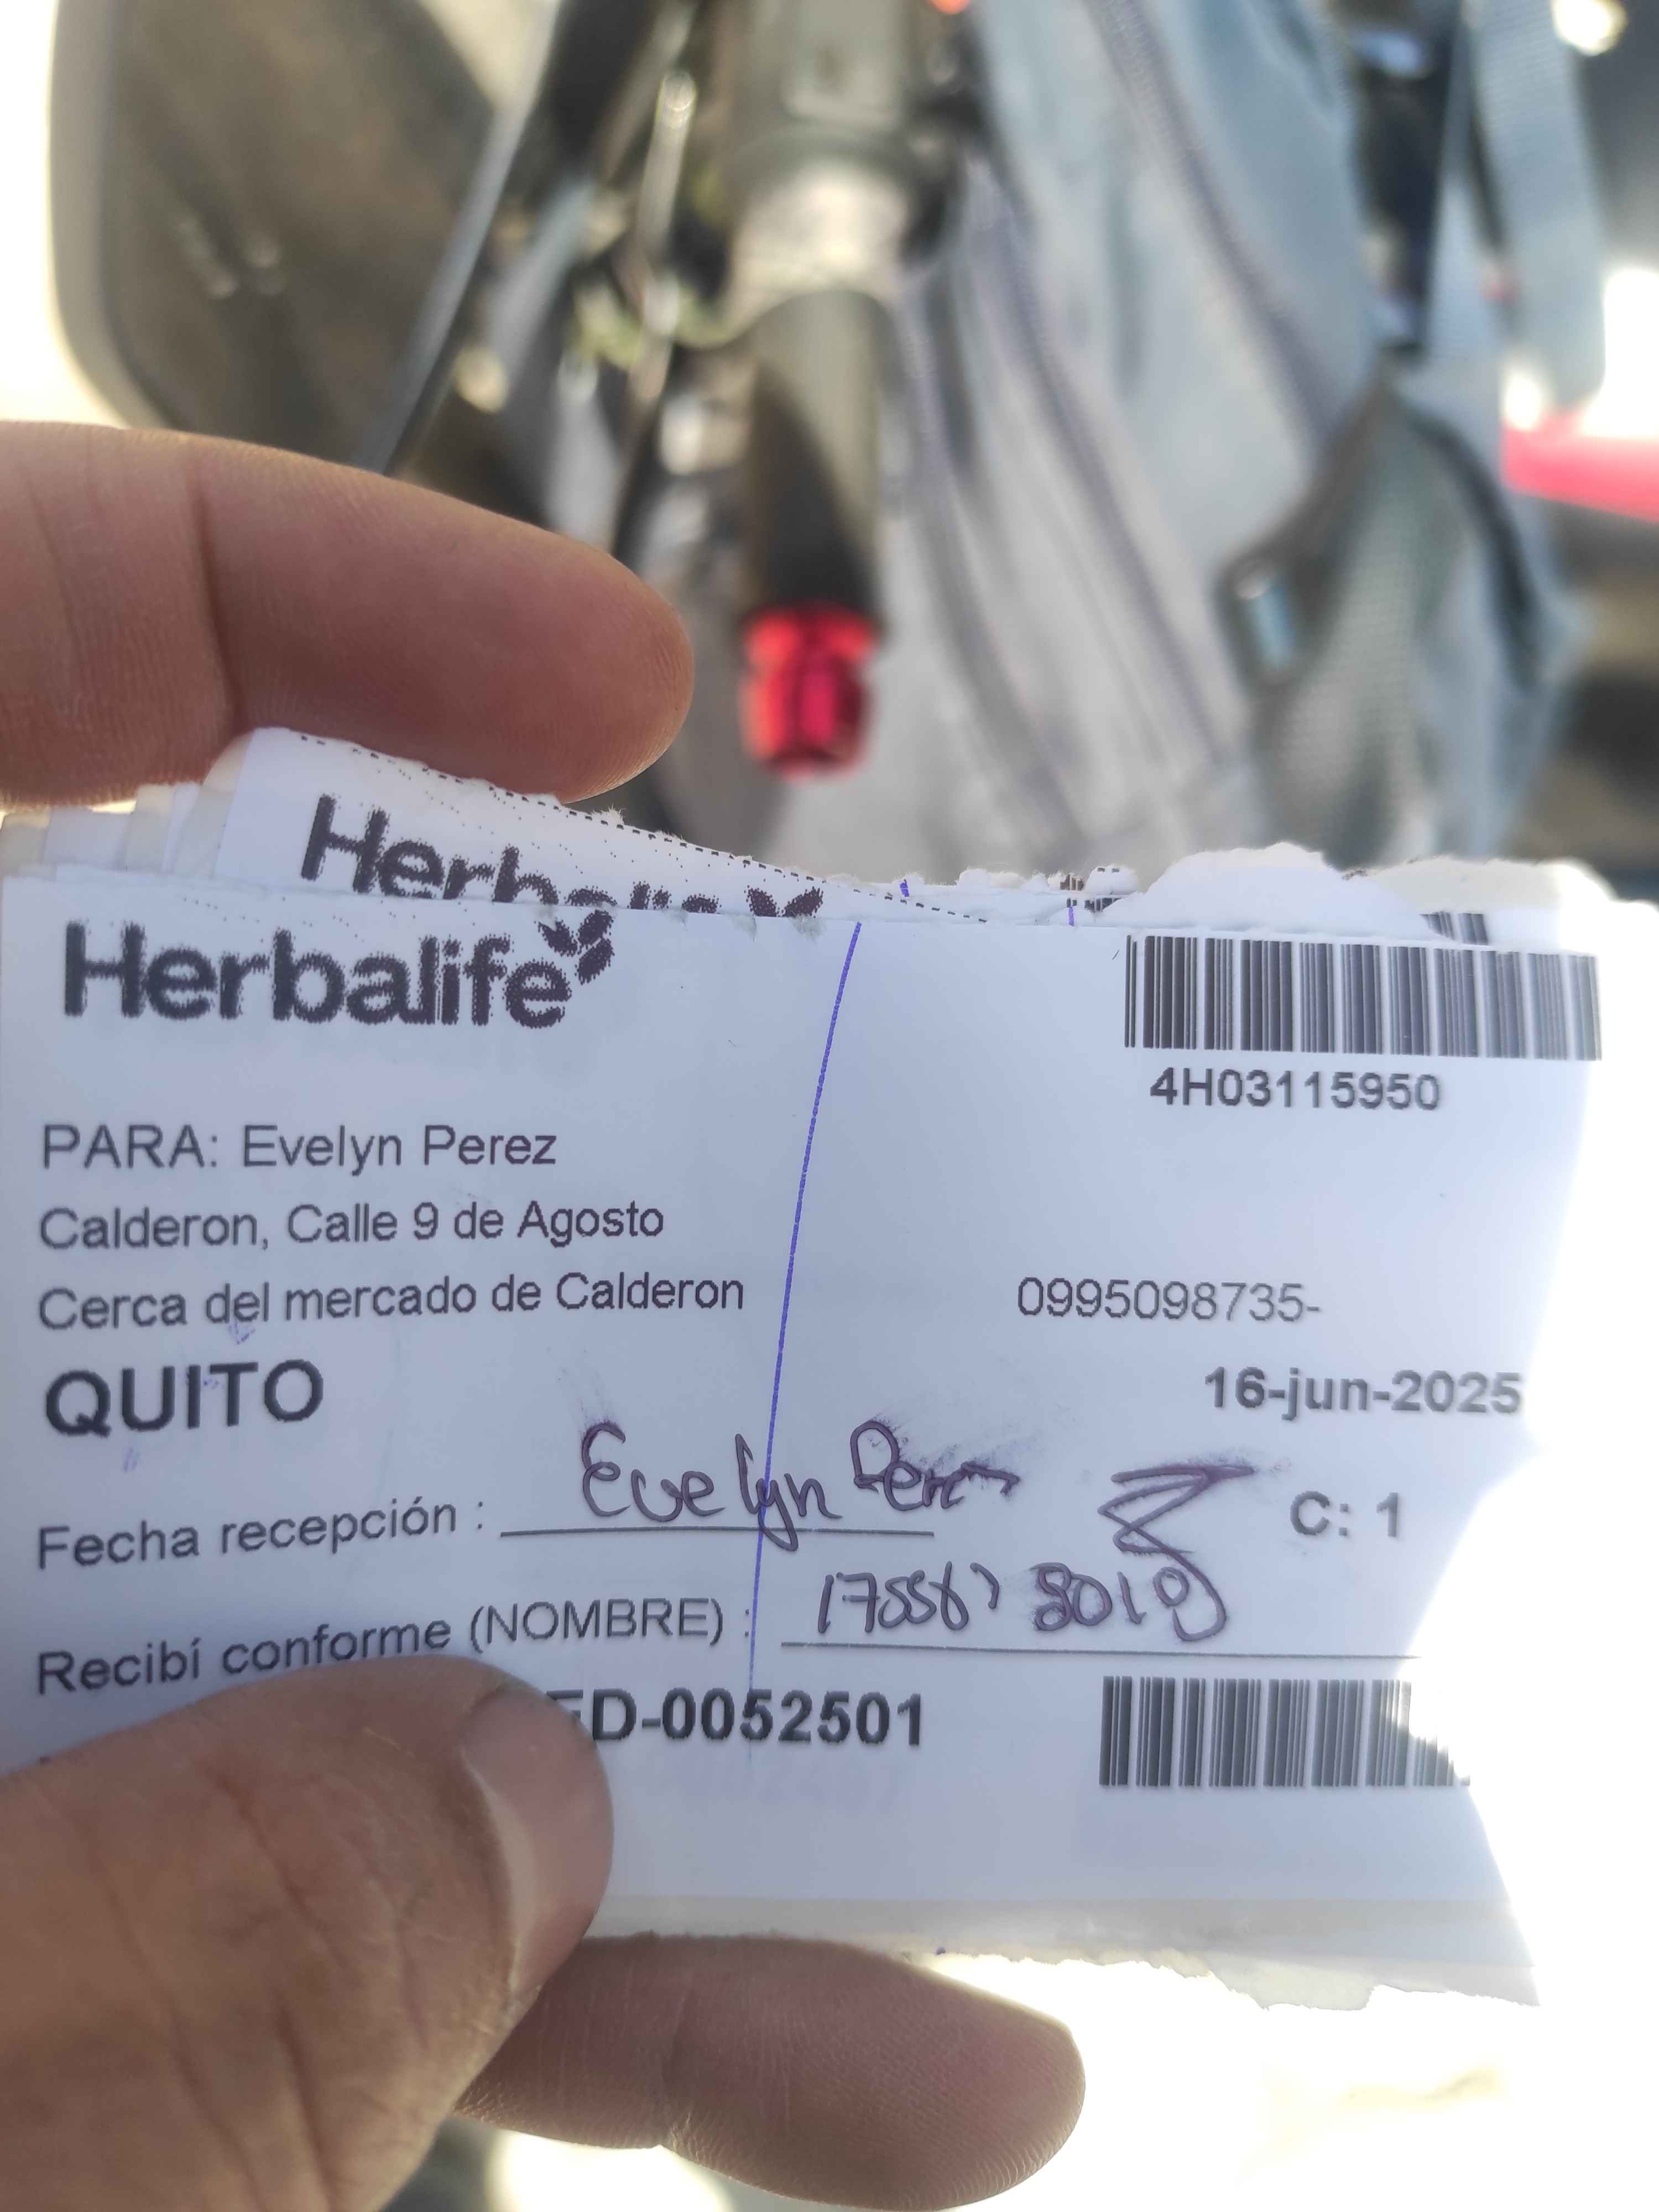 Herbalife
Herbalife
4H03115950
PARA: Evelyn Perez
Calderon, Calle 9 de Agosto
Cerca del mercado de Calderon
0995098735-
QUITO
16-jun-2025
Fecha recepción : Evelyn Perez
C: 1
Recibí conforme (NOMBRE) :
ED-0052501